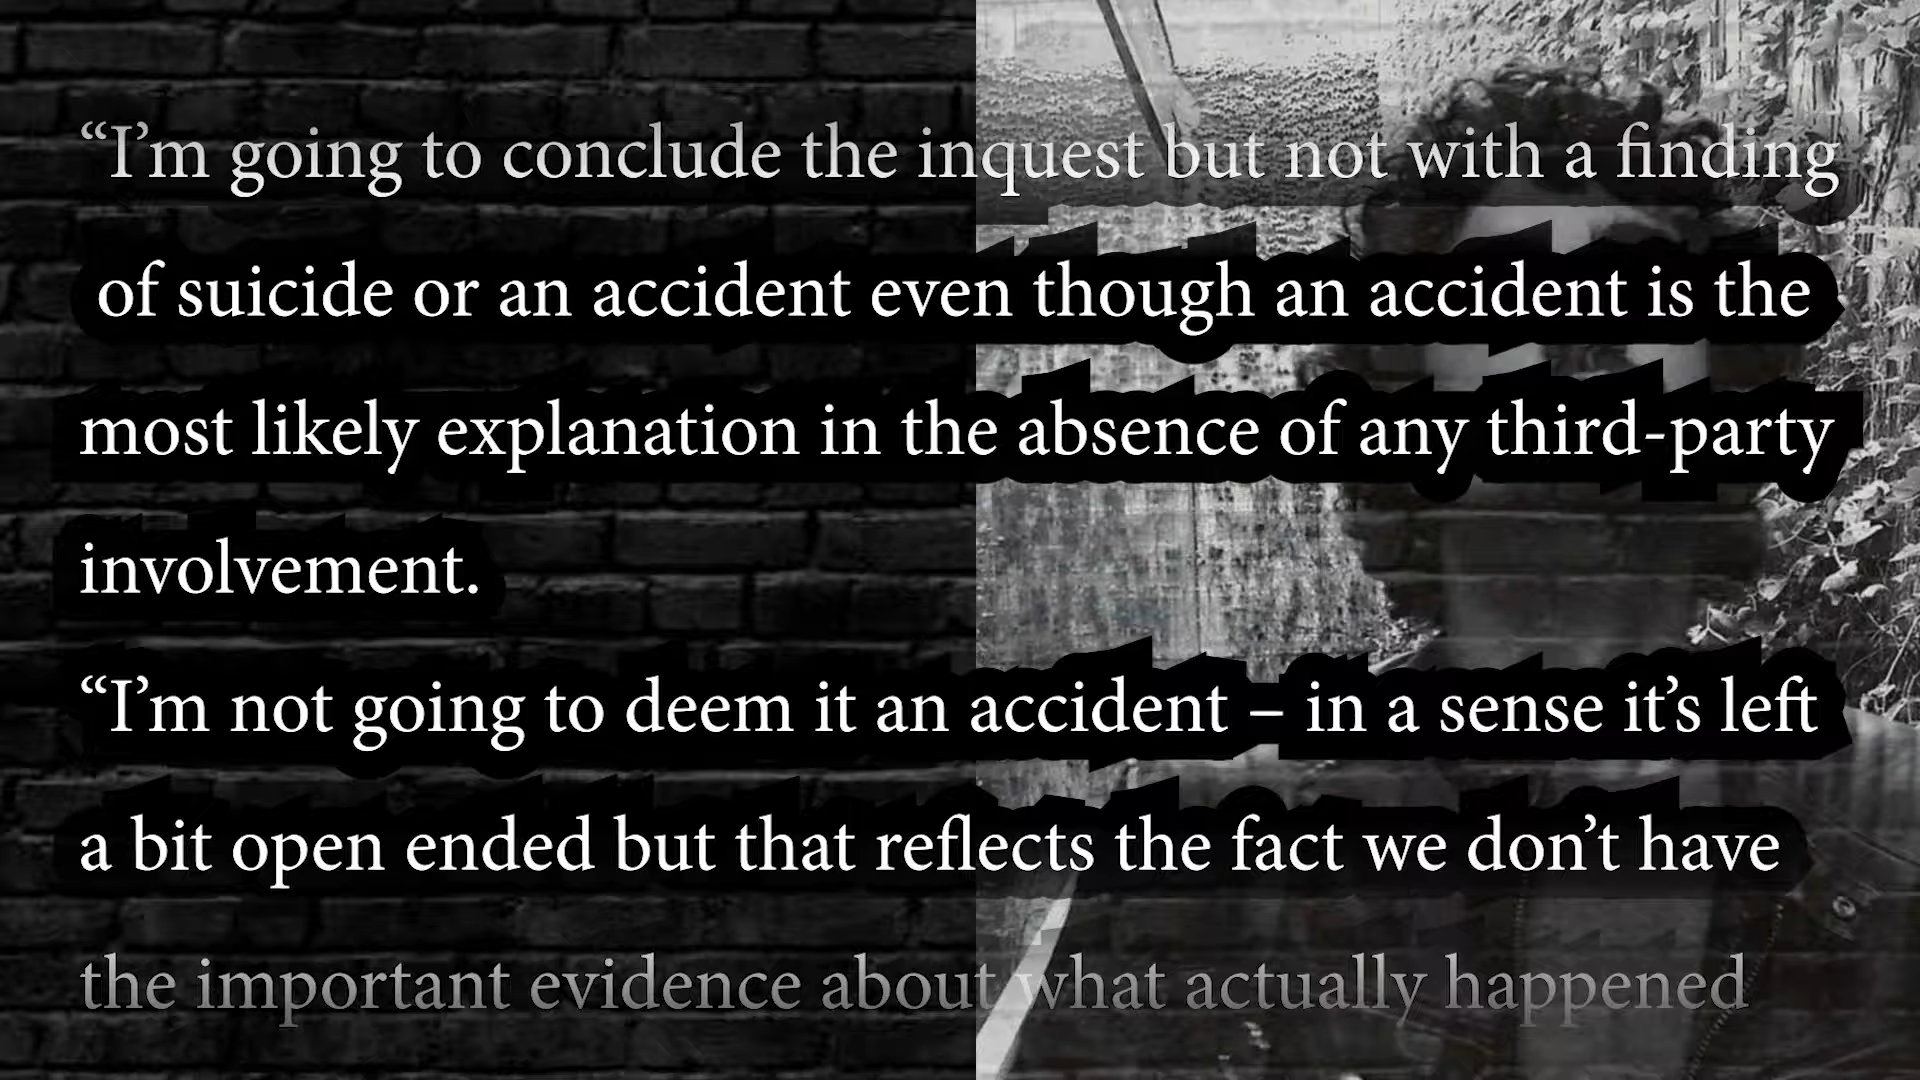 “I’m going to conclude the inquest but not with a finding
of suicide or an accident even though an accident is the
most likely explanation in the absence of any third-party
involvement.
“I’m not going to deem it an accident – in a sense it’s left
a bit open ended but that reflects the fact we don’t have
the important evidence about what actually happened